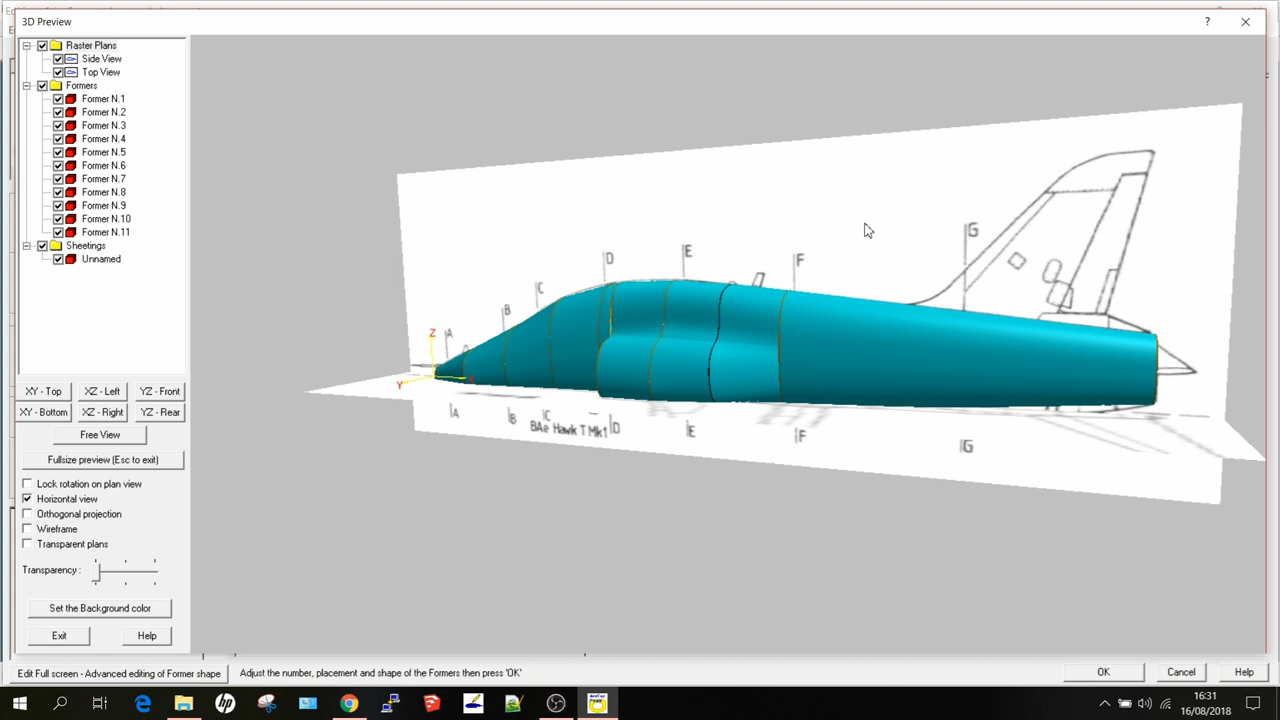 3D Preview
?
Raster Plans
Side View
Top View
Formers
Former N.1
Former N.2
Former N.3
Former N.4
Former N.5
Former N.6
Former N.7
Former N.8
Former N.9
Former N.10
Former N.11
Sheetings
Unnamed
XY - Top
XZ - Left
YZ - Front
XY - Bottom
XZ - Right
YZ - Rear
Free View
Fullsize preview (Esc to exit)
Lock rotation on plan view
Horizontal view
Orthogonal projection
Wireframe
Transparent plans
Transparency :
Set the Background color
Exit
Help
A
B
C
D
E
F
G
Z
Y
X
A
B
C
BAe Hawk T Mk1
D
E
F
G
Edit Full screen - Advanced editing of Former shape
Adjust the number, placement and shape of the Formers then press 'OK'
OK
Cancel
Help
hp
16:31
16/08/2018